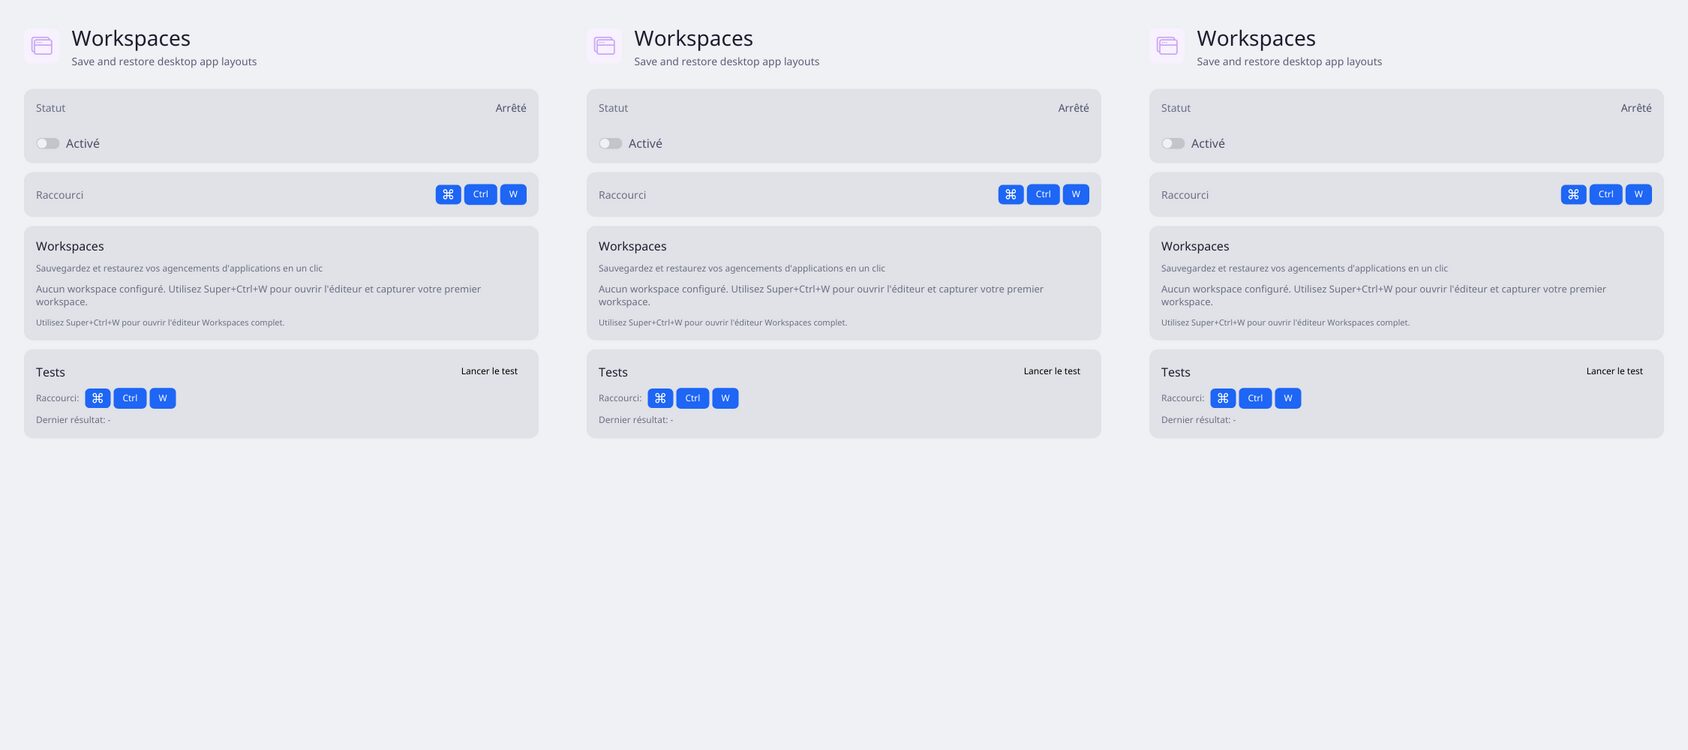 Workspaces
Save and restore desktop app layouts
Statut
Arrêté
Activé
Raccourci
⌘ Ctrl W
Workspaces
Sauvegardez et restaurez vos agencements d'applications en un clic
Aucun workspace configuré. Utilisez Super+Ctrl+W pour ouvrir l'éditeur et capturer votre premier
workspace.
Utilisez Super+Ctrl+W pour ouvrir l'éditeur Workspaces complet.
Tests
Lancer le test
Raccourci: ⌘ Ctrl W
Dernier résultat: -
Workspaces
Save and restore desktop app layouts
Statut
Arrêté
Activé
Raccourci
⌘ Ctrl W
Workspaces
Sauvegardez et restaurez vos agencements d'applications en un clic
Aucun workspace configuré. Utilisez Super+Ctrl+W pour ouvrir l'éditeur et capturer votre premier
workspace.
Utilisez Super+Ctrl+W pour ouvrir l'éditeur Workspaces complet.
Tests
Lancer le test
Raccourci: ⌘ Ctrl W
Dernier résultat: -
Workspaces
Save and restore desktop app layouts
Statut
Arrêté
Activé
Raccourci
⌘ Ctrl W
Workspaces
Sauvegardez et restaurez vos agencements d'applications en un clic
Aucun workspace configuré. Utilisez Super+Ctrl+W pour ouvrir l'éditeur et capturer votre premier
workspace.
Utilisez Super+Ctrl+W pour ouvrir l'éditeur Workspaces complet.
Tests
Lancer le test
Raccourci: ⌘ Ctrl W
Dernier résultat: -